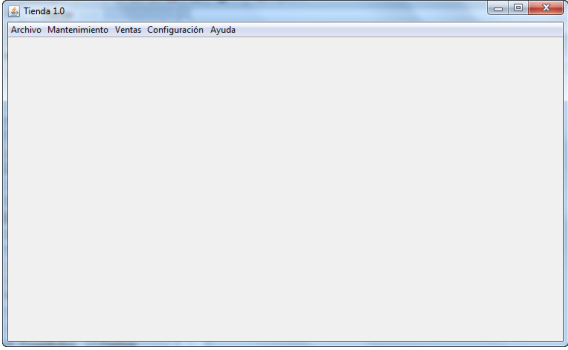 Tienda 1.0
Archivo Mantenimiento Ventas Configuración Ayuda